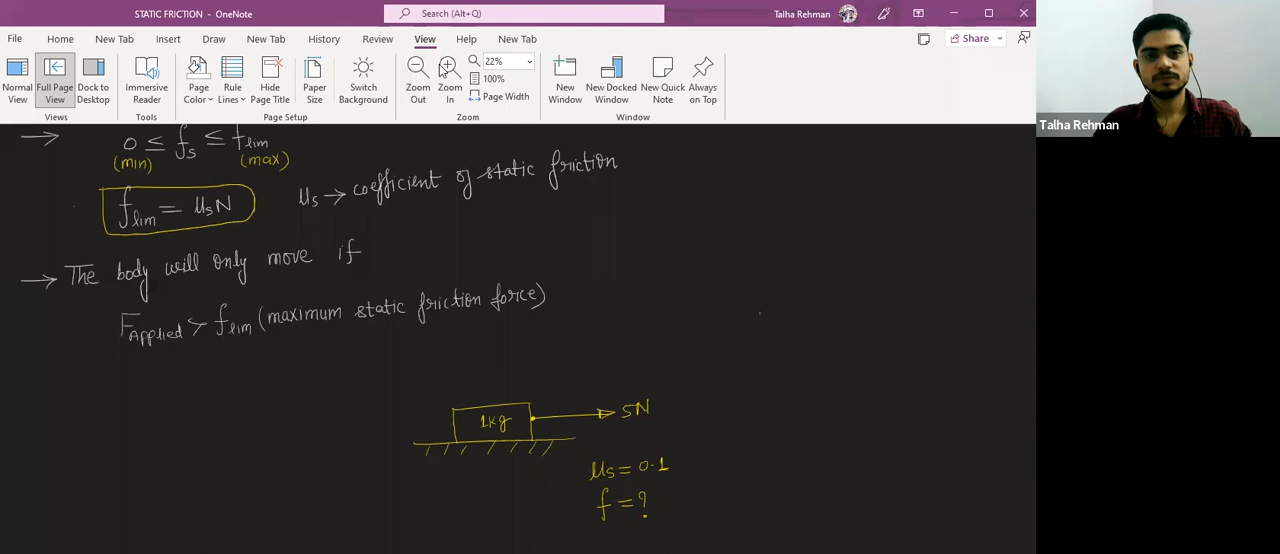 STATIC FRICTION - OneNote
Search (Alt+Q)
Talha Rehman
File Home New Tab Insert Draw New Tab History Review View Help New Tab
Share
Normal View
Full Page View
Dock to Desktop
Immersive Reader
Page Color
Rule Lines
Hide Page Title
Paper Size
Switch Background
Zoom Out
Zoom In
22%
100%
Page Width
New Window
New Docked Window
New Quick Note
Always on Top
Views Tools Page Setup Zoom Window
Talha Rehman
→ 0 ≤ fs ≤ flim
(min) (max)
flim = μsN μs → coefficient of static friction
→ The body will only move if
FApplied > flim (maximum static friction force)
1kg 5N
μs = 0.1
f = ?